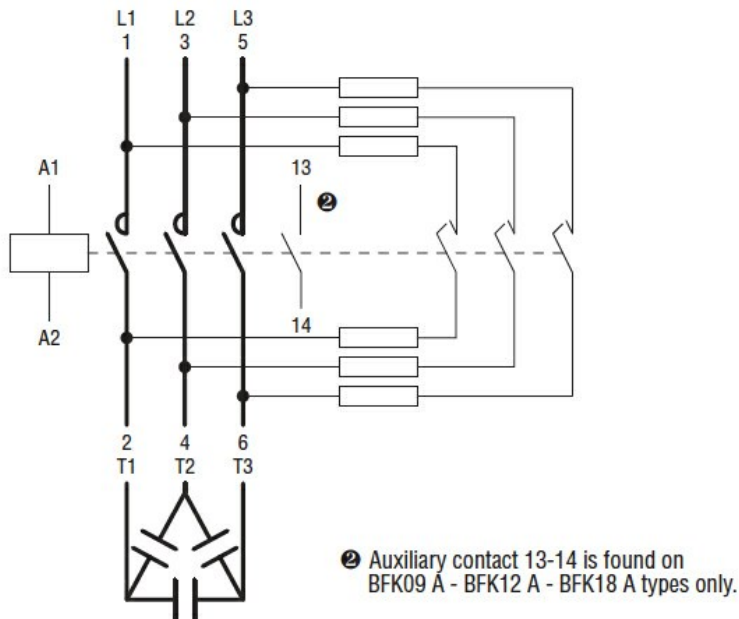 L1 L2 L3
1 3 5
A1
13
❷
14
A2
2 4 6
T1 T2 T3
❷ Auxiliary contact 13-14 is found on
BFK09 A - BFK12 A - BFK18 A types only.